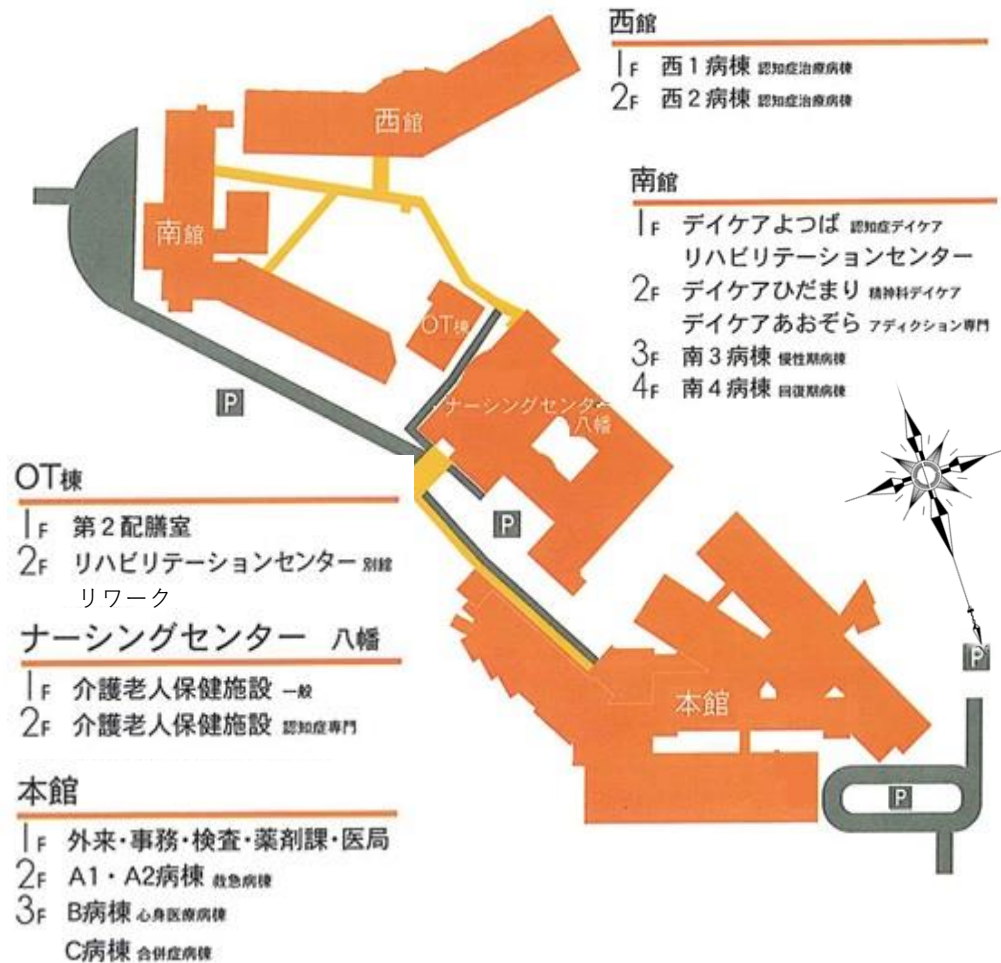 西館
1F 西1病棟 認知症治療病棟
2F 西2病棟 認知症治療病棟
南館
1F デイケアよつば 認知症デイケア
リハビリテーションセンター
2F デイケアひだまり 精神科デイケア
デイケアあおぞら アディクション専門
3F 南3病棟 慢性期病棟
4F 南4病棟 回復期病棟
西館
南館
OT棟
ナーシングセンター
八幡
P
P
本館
P
P
OT棟
1F 第2配膳室
2F リハビリテーションセンター 別館
リワーク
ナーシングセンター 八幡
1F 介護老人保健施設 一般
2F 介護老人保健施設 認知症専門
本館
1F 外来・事務・検査・薬剤課・医局
2F A1・A2病棟 救急病棟
3F B病棟 心身医療病棟
C病棟 合併症病棟